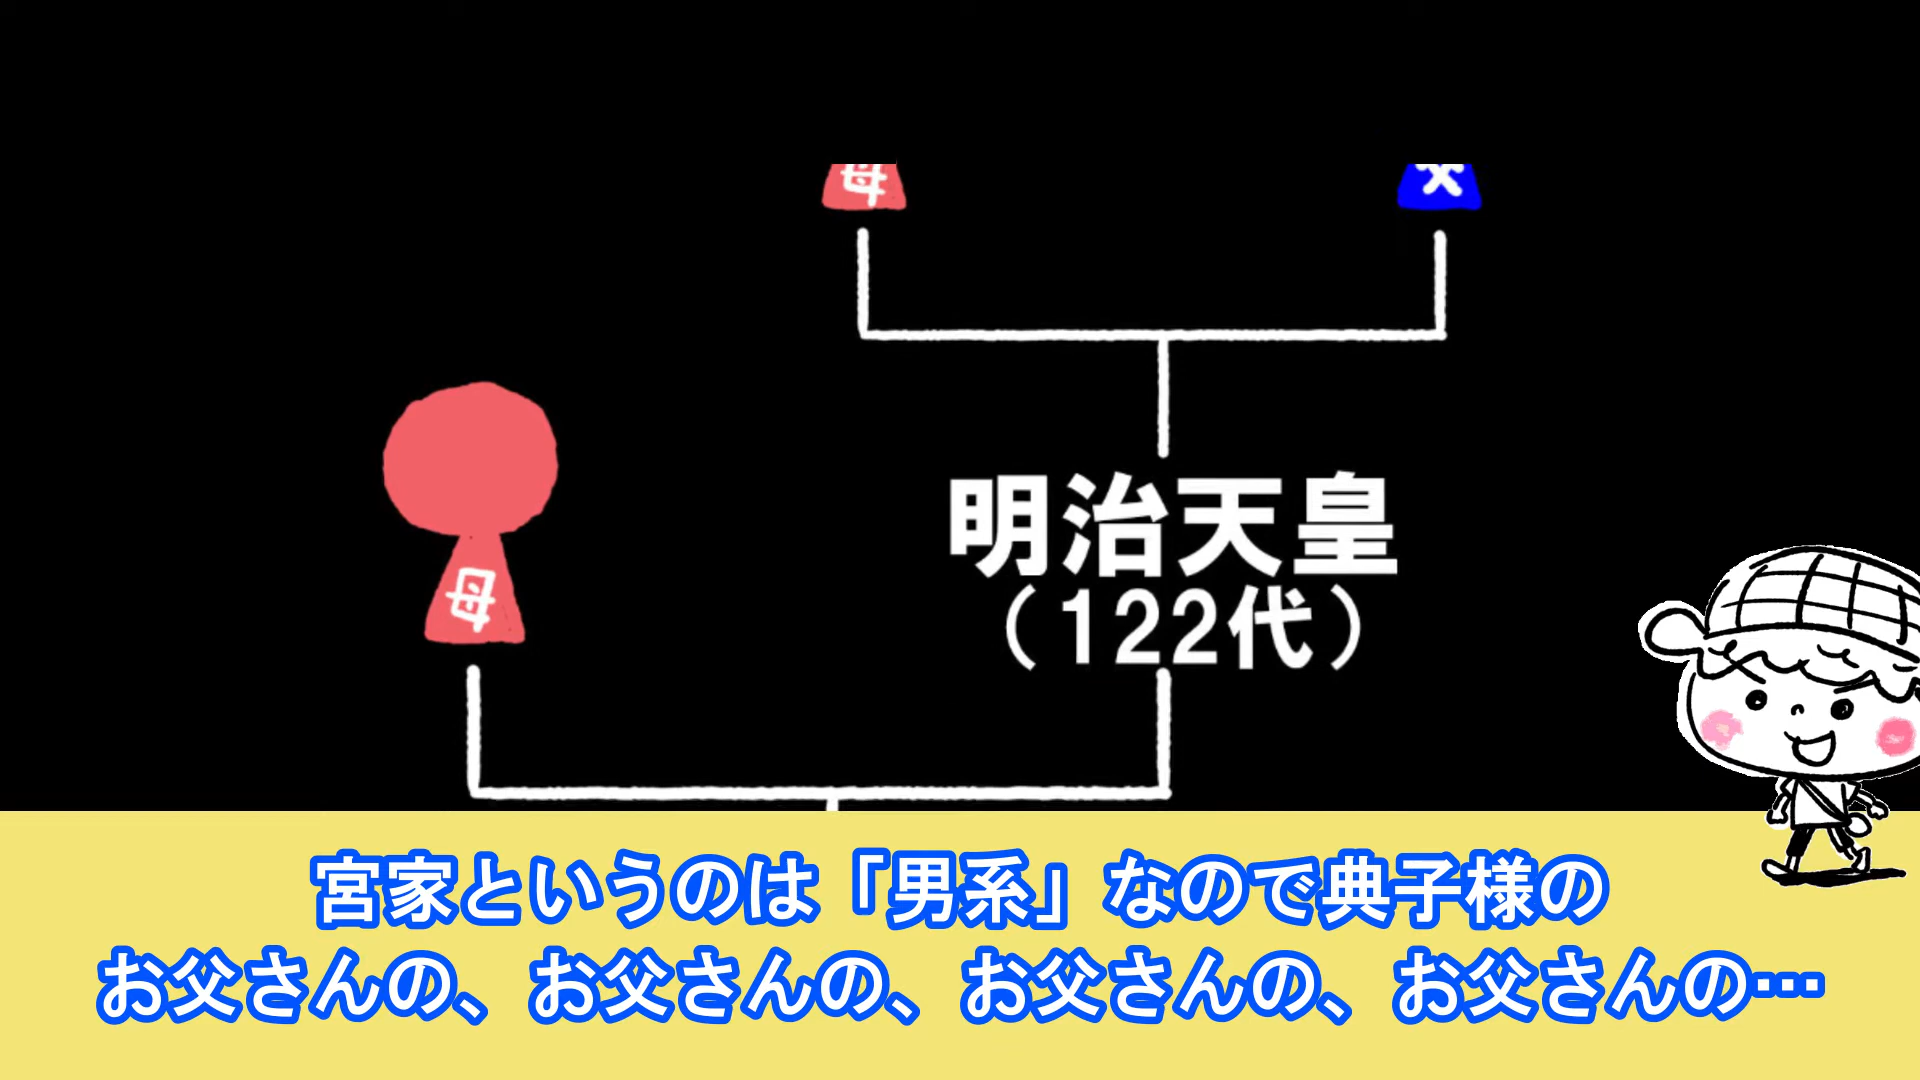 母
父
明治天皇
（122代）
母
宮家というのは「男系」なので典子様の
お父さんの、お父さんの、お父さんの、お父さんの…